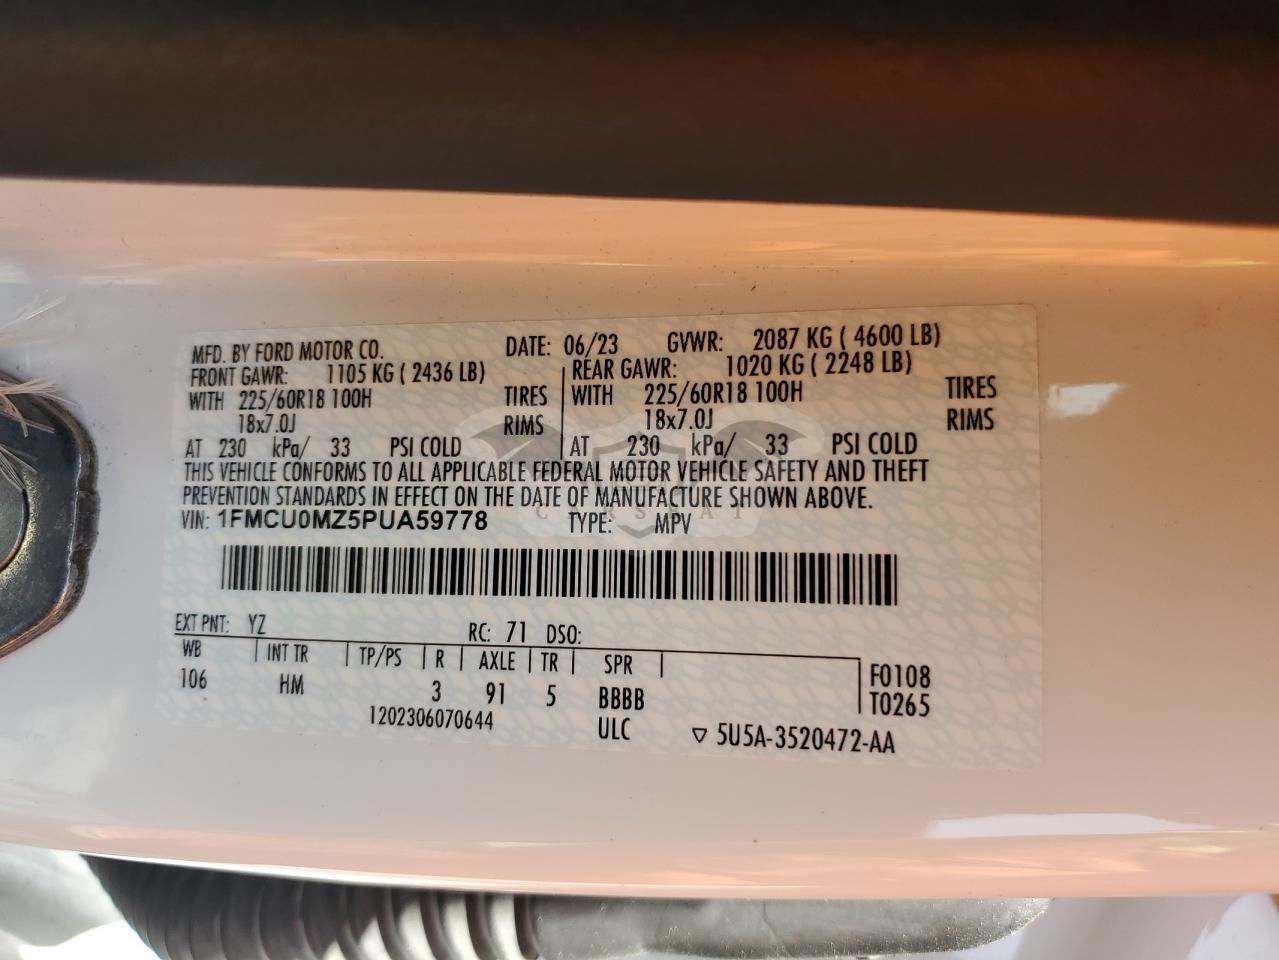 MFD. BY FORD MOTOR CO. DATE: 06/23 GVWR: 2087 KG ( 4600 LB)
FRONT GAWR: 1105 KG ( 2436 LB) REAR GAWR: 1020 KG ( 2248 LB)
WITH 225/60R18 100H TIRES WITH 225/60R18 100H TIRES
18x7.0J RIMS 18x7.0J RIMS
AT 230 kPa/ 33 PSI COLD AT 230 kPa/ 33 PSI COLD
THIS VEHICLE CONFORMS TO ALL APPLICABLE FEDERAL MOTOR VEHICLE SAFETY AND THEFT
PREVENTION STANDARDS IN EFFECT ON THE DATE OF MANUFACTURE SHOWN ABOVE.
VIN: 1FMCU0MZ5PUA59778 TYPE: MPV
EXT PNT: YZ RC: 71 DSO:
WB INT TR TP/PS R AXLE TR SPR F0108
106 HM 3 91 5 BBBB T0265
1202306070644 ULC ▽ 5U5A-3520472-AA